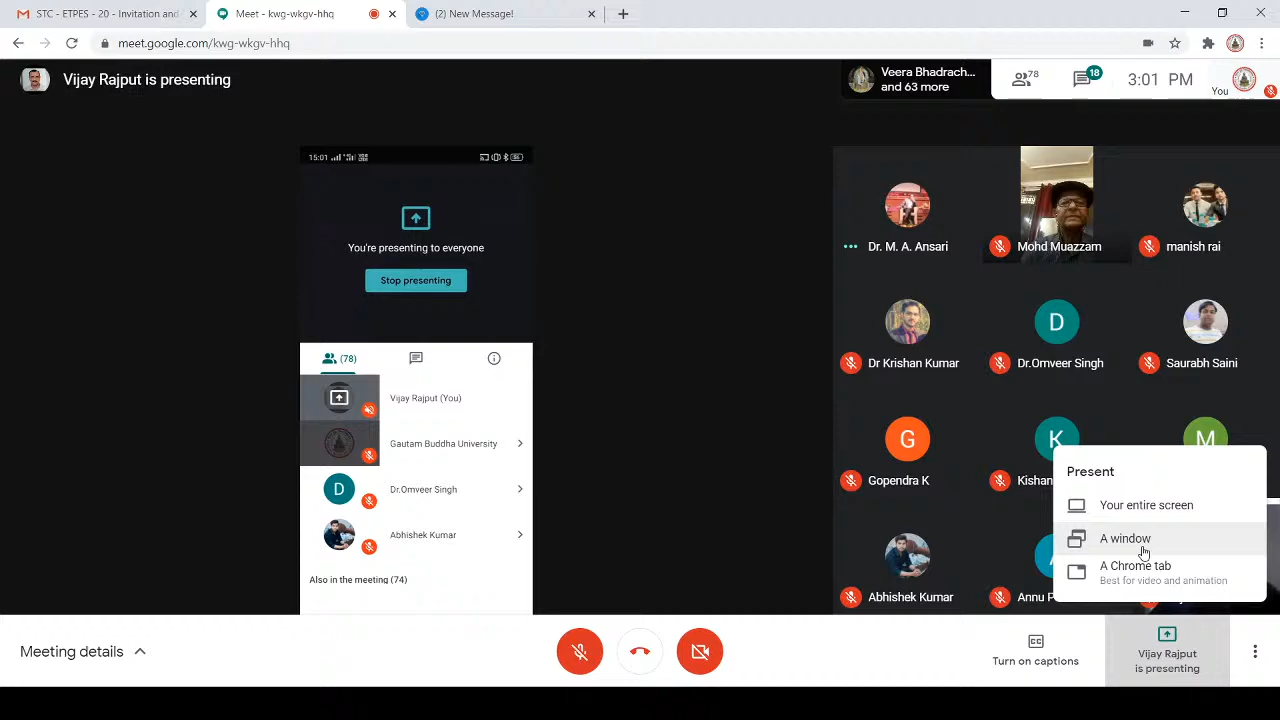 STC - ETPES - 20 - Invitation and
Meet - kwg-wkgv-hhq
(2) New Message!
meet.google.com/kwg-wkgv-hhq
Vijay Rajput is presenting
Veera Bhadrach...
and 63 more
78
18
3:01 PM
You
15:01
You're presenting to everyone
Stop presenting
(78)
Vijay Rajput (You)
Gautam Buddha University
D
Dr.Omveer Singh
Abhishek Kumar
Also in the meeting (74)
Dr. M. A. Ansari
Mohd Muazzam
manish rai
D
Dr Krishan Kumar
Dr.Omveer Singh
Saurabh Saini
G
K
M
Gopendra K
Kishan
Abhishek Kumar
Annu P
Present
Your entire screen
A window
A Chrome tab
Best for video and animation
Meeting details
CC
Turn on captions
Vijay Rajput
is presenting